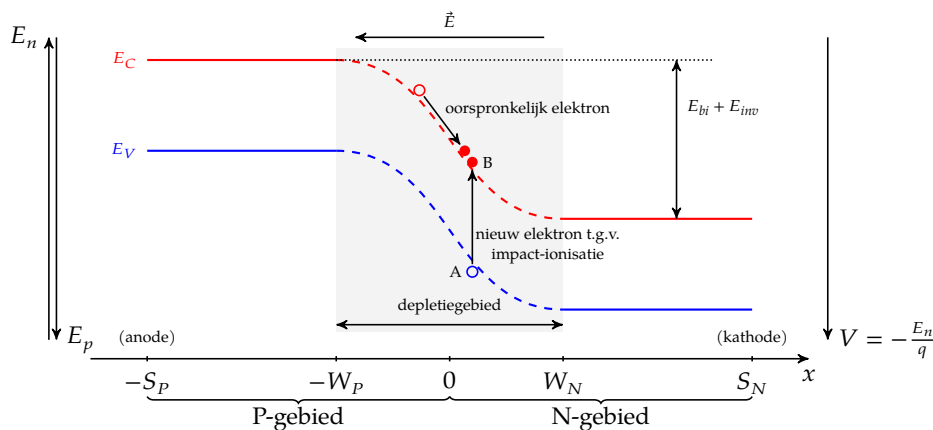 E⃗
E_n
E_C
E_bi + E_inv
oorspronkelijk elektron
E_V
B
nieuw elektron t.g.v.
impact-ionisatie
A
depletiegebied
E_p
(anode)
(kathode)
V = −E_n/q
−S_P
−W_P
0
W_N
S_N
x
P-gebied
N-gebied